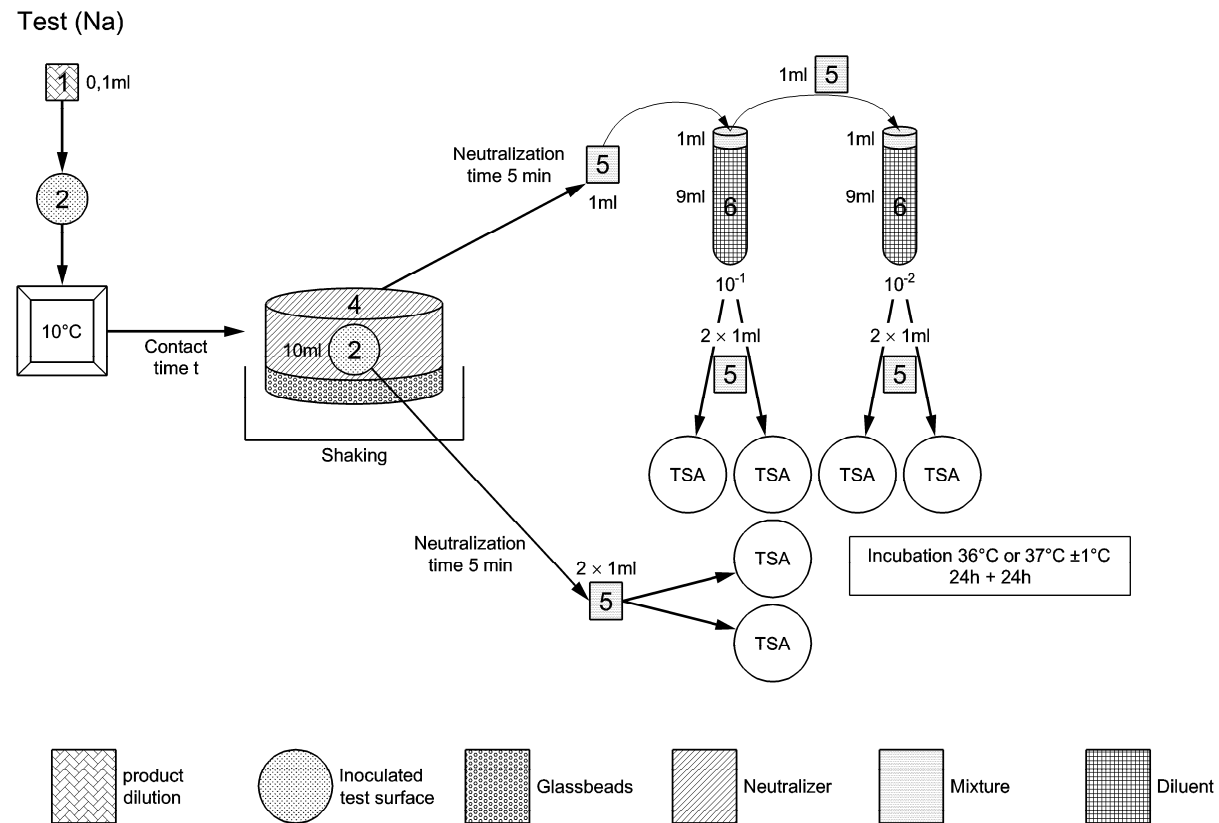 Test (Na)
1
0,1ml
2
10°C
Contact
time t
4
10ml
2
Shaking
Neutralization
time 5 min
5
1ml
1ml
5
1ml
9ml
6
1ml
9ml
6
10-1
10-2
2 × 1ml
5
2 × 1ml
5
TSA
TSA
TSA
TSA
Neutralization
time 5 min
2 × 1ml
5
TSA
TSA
Incubation 36°C or 37°C ±1°C
24h + 24h
product
dilution
Inoculated
test surface
Glassbeads
Neutralizer
Mixture
Diluent